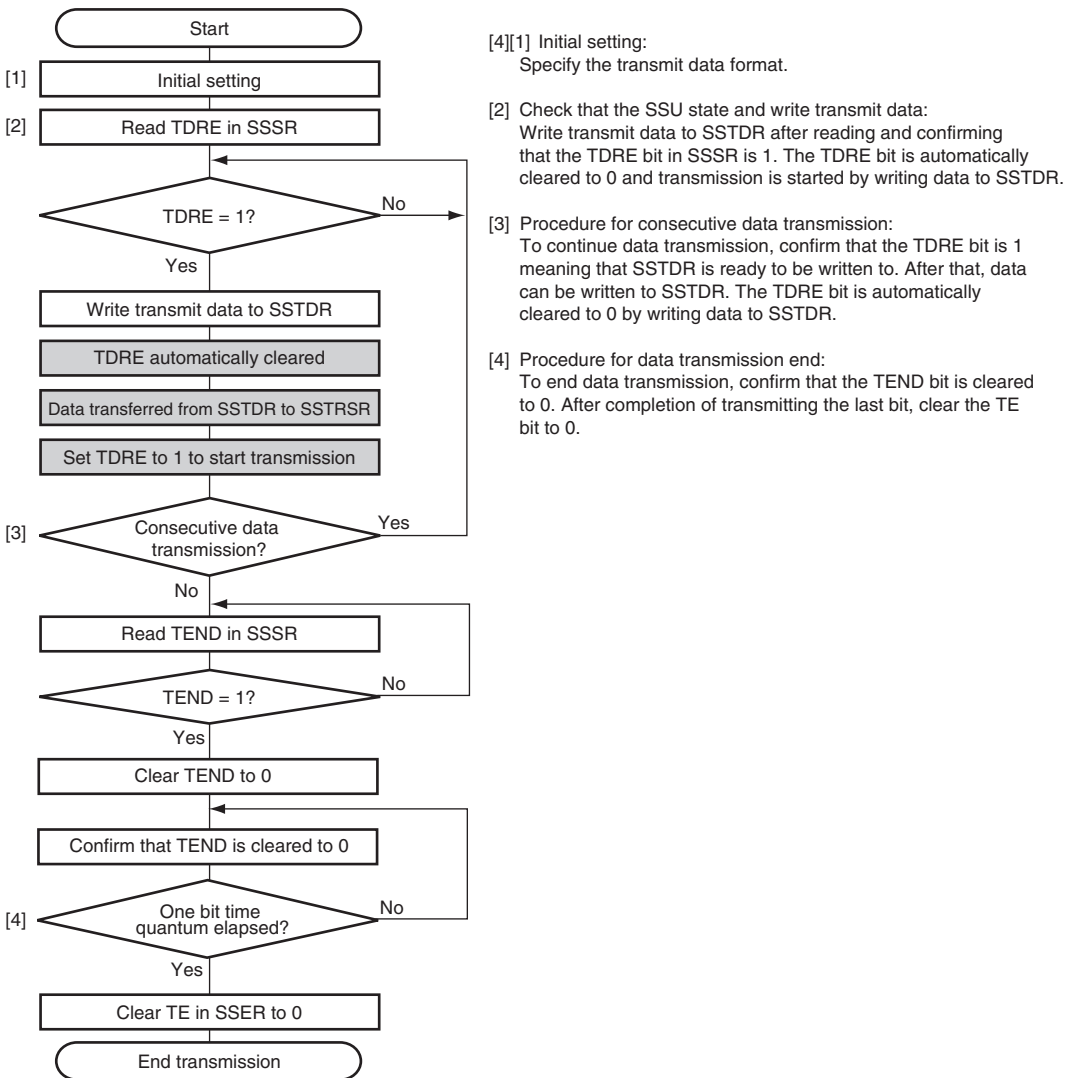 Start
[1]
Initial setting
[2]
Read TDRE in SSSR
TDRE = 1?
No
Yes
Write transmit data to SSTDR
TDRE automatically cleared
Data transferred from SSTDR to SSTRSR
Set TDRE to 1 to start transmission
[3]
Consecutive data
transmission?
Yes
No
Read TEND in SSSR
TEND = 1?
No
Yes
Clear TEND to 0
Confirm that TEND is cleared to 0
[4]
One bit time
quantum elapsed?
No
Yes
Clear TE in SSER to 0
End transmission
[4][1] Initial setting:
Specify the transmit data format.
[2] Check that the SSU state and write transmit data:
Write transmit data to SSTDR after reading and confirming
that the TDRE bit in SSSR is 1. The TDRE bit is automatically
cleared to 0 and transmission is started by writing data to SSTDR.
[3] Procedure for consecutive data transmission:
To continue data transmission, confirm that the TDRE bit is 1
meaning that SSTDR is ready to be written to. After that, data
can be written to SSTDR. The TDRE bit is automatically
cleared to 0 by writing data to SSTDR.
[4] Procedure for data transmission end:
To end data transmission, confirm that the TEND bit is cleared
to 0. After completion of transmitting the last bit, clear the TE
bit to 0.